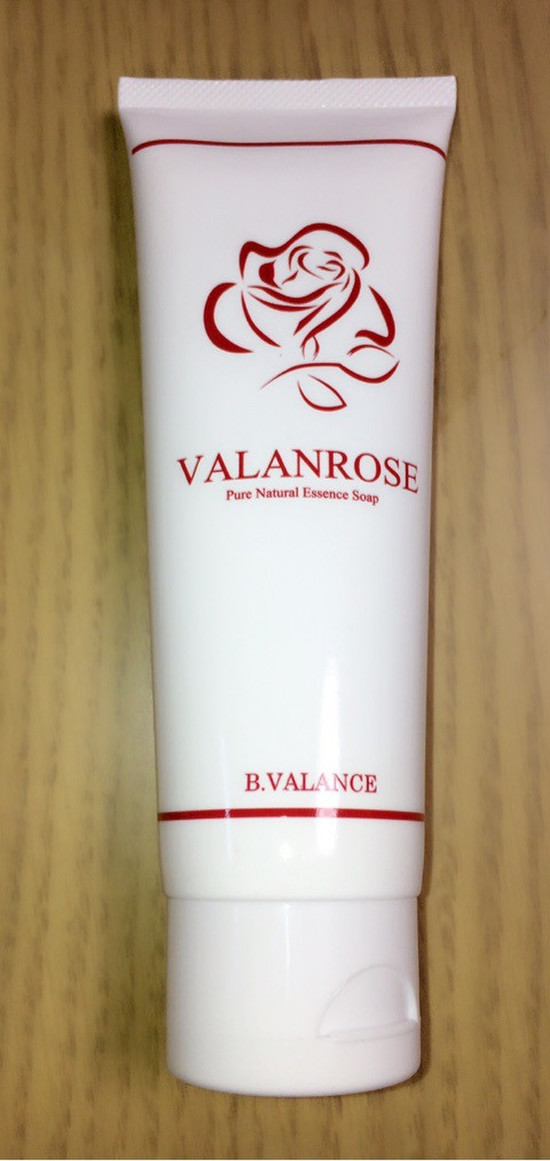 VALANROSE
Pure Natural Essence Soap
B.VALANCE